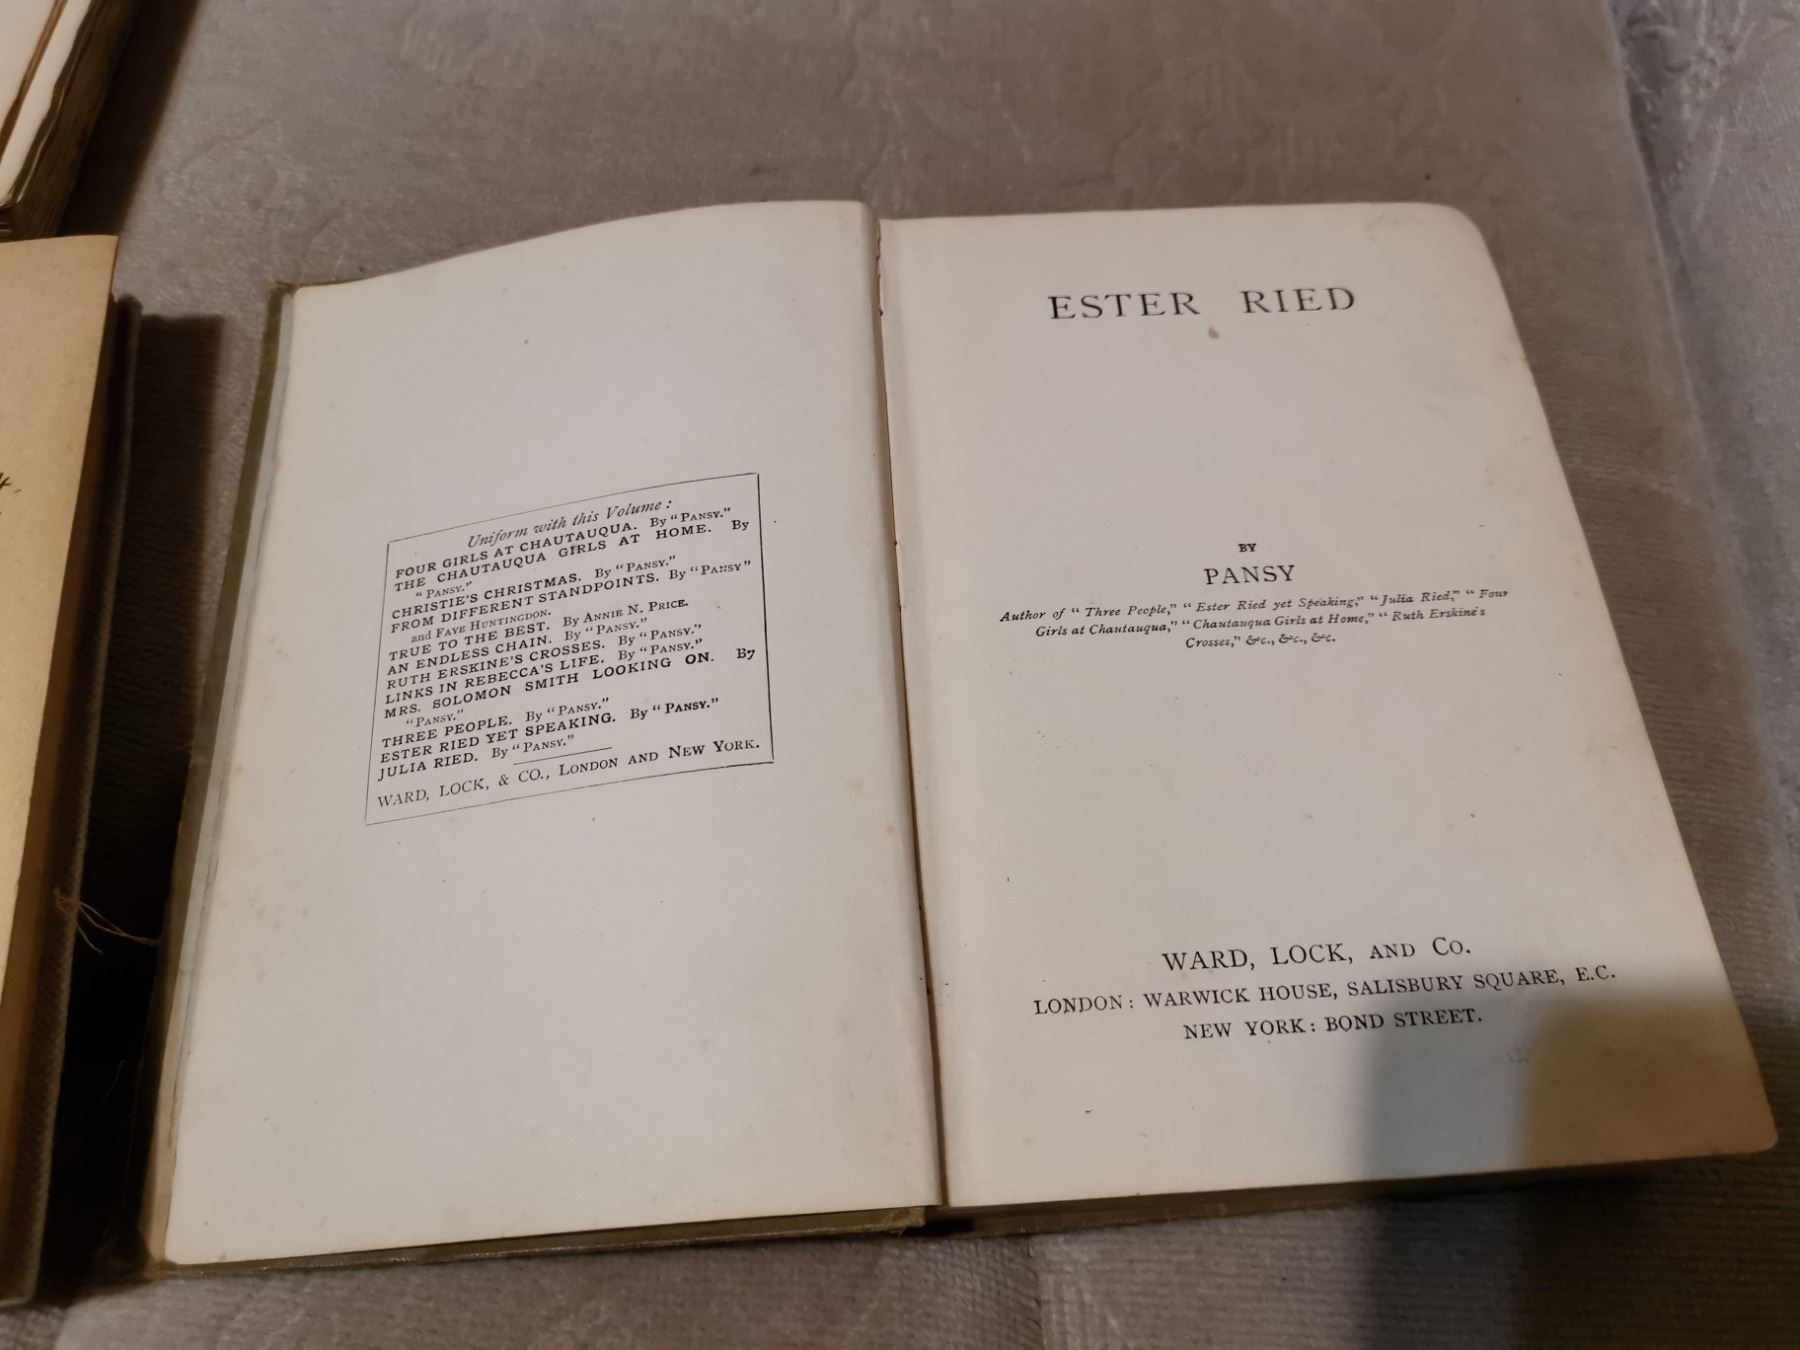 Uniform with this Volume:
FOUR GIRLS AT CHAUTAUQUA. By "PANSY."
THE CHAUTAUQUA GIRLS AT HOME. By
"PANSY."
CHRISTIE'S CHRISTMAS. By "PANSY."
FROM DIFFERENT STANDPOINTS. By "PANSY"
and FAYE HUNTINGDON.
TRUE TO THE BEST. By ANNIE N. PRICE.
AN ENDLESS CHAIN. By "PANSY."
RUTH ERSKINE'S CROSSES. By "PANSY."
LINKS IN REBECCA'S LIFE. By "PANSY."
MRS. SOLOMON SMITH LOOKING ON. By
"PANSY."
THREE PEOPLE. By "PANSY."
ESTER RIED YET SPEAKING. By "PANSY."
JULIA RIED. By "PANSY."
WARD, LOCK, & CO., LONDON AND NEW YORK.
ESTER RIED
BY
PANSY
Author of "Three People," "Ester Ried yet Speaking," "Julia Ried," "Four
Girls at Chautauqua," "Chautauqua Girls at Home," "Ruth Erskine's
Crosses," &c., &c., &c.
WARD, LOCK, AND CO.
LONDON: WARWICK HOUSE, SALISBURY SQUARE, E.C.
NEW YORK: BOND STREET.